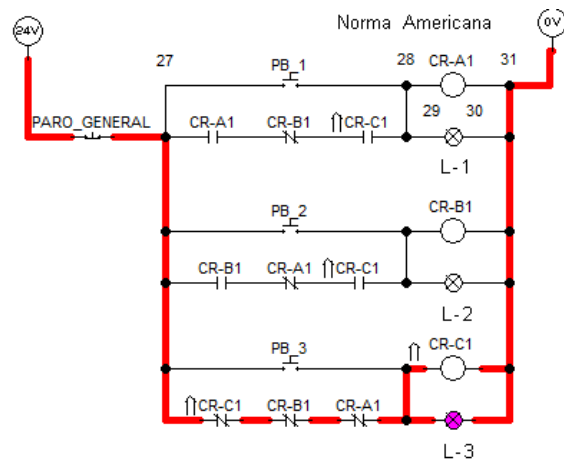 24V
Norma Americana
0V
27
PB_1
28
CR-A1
31
PARO_GENERAL
CR-A1
CR-B1
CR-C1
29
30
L-1
PB_2
CR-B1
CR-B1
CR-A1
CR-C1
L-2
PB_3
CR-C1
CR-C1
CR-B1
CR-A1
L-3